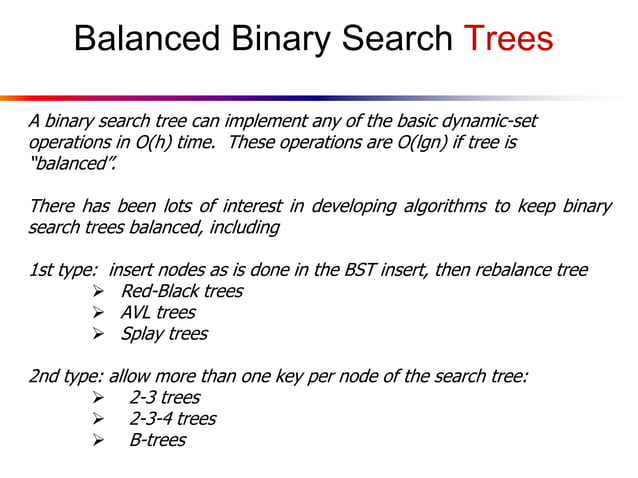 Balanced Binary Search Trees
A binary search tree can implement any of the basic dynamic-set
operations in O(h) time. These operations are O(lgn) if tree is
“balanced”.
There has been lots of interest in developing algorithms to keep binary
search trees balanced, including
1st type: insert nodes as is done in the BST insert, then rebalance tree
➢ Red-Black trees
➢ AVL trees
➢ Splay trees
2nd type: allow more than one key per node of the search tree:
➢ 2-3 trees
➢ 2-3-4 trees
➢ B-trees